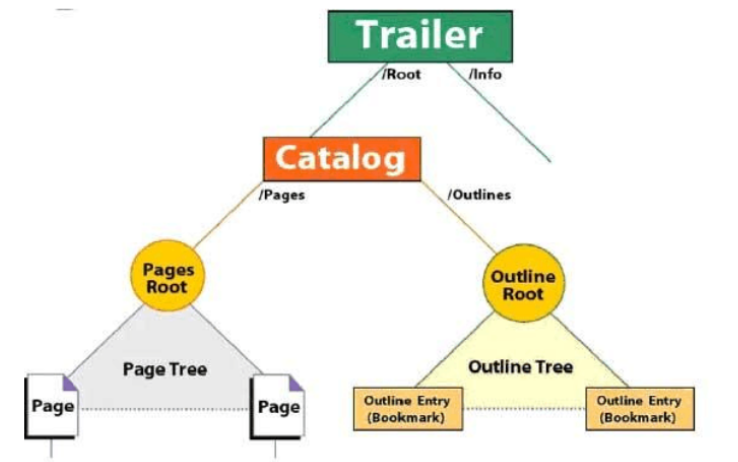 Trailer
/Root /Info
Catalog
/Pages /Outlines
Pages
Root
Outline
Root
Page Tree
Outline Tree
Page
Page
Outline Entry
(Bookmark)
Outline Entry
(Bookmark)